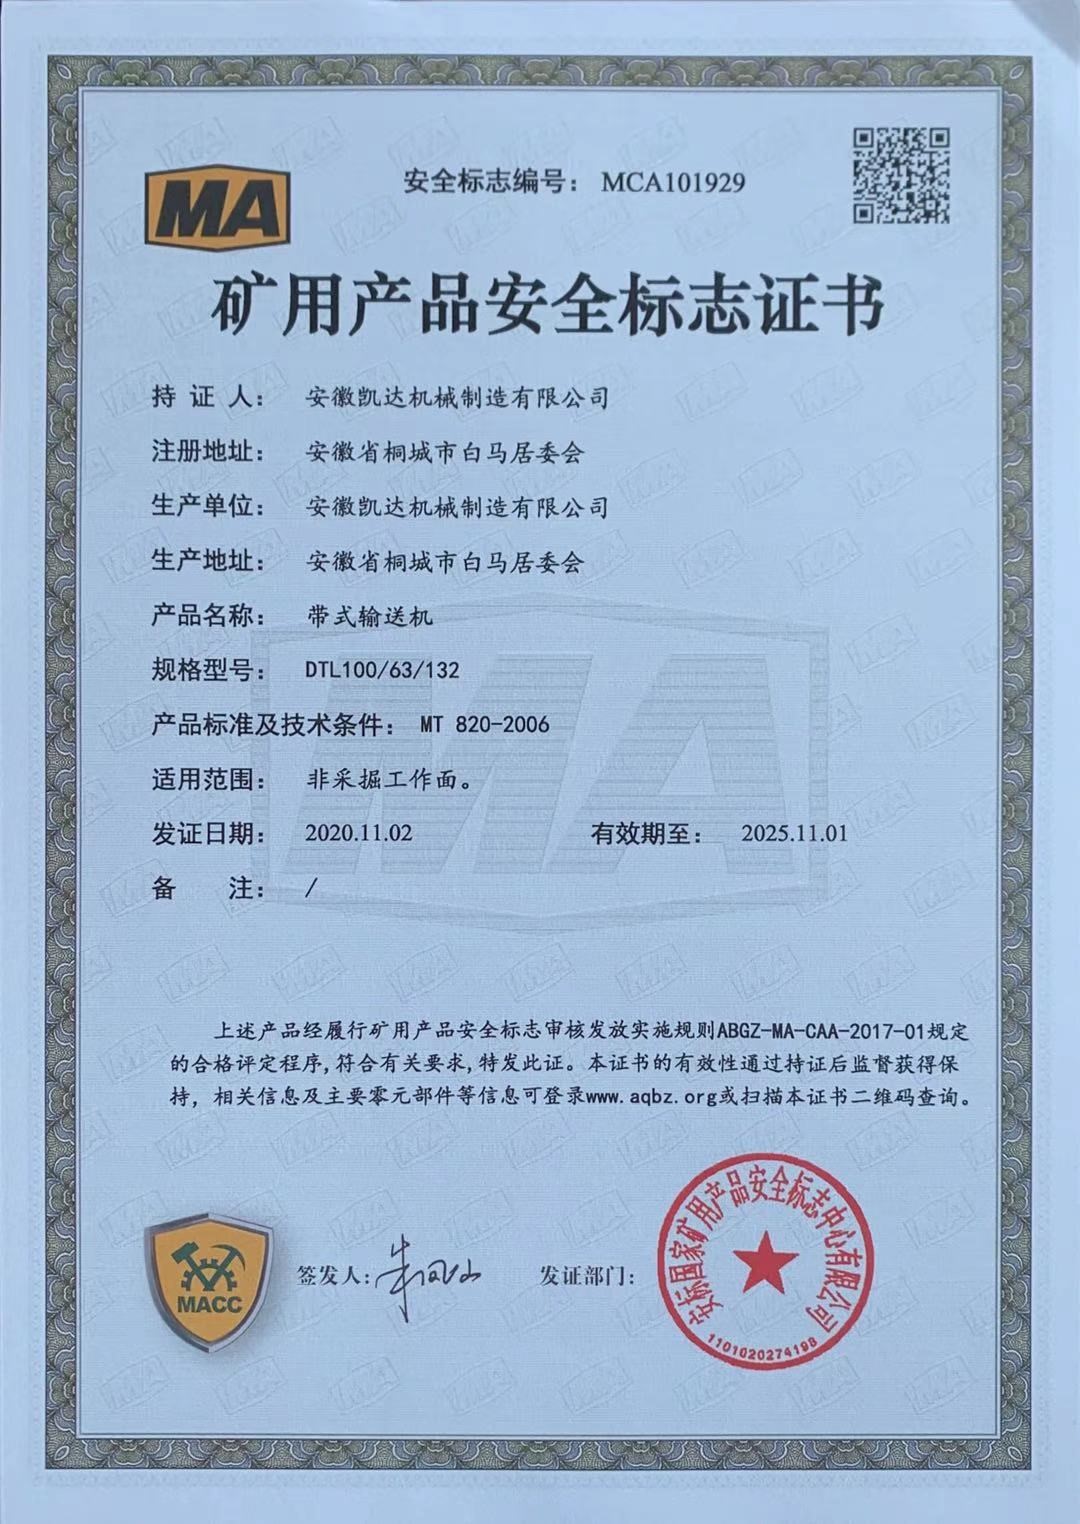 MA
安全标志编号： MCA101929
矿用产品安全标志证书
持 证 人： 安徽凯达机械制造有限公司
注册地址： 安徽省桐城市白马居委会
生产单位： 安徽凯达机械制造有限公司
生产地址： 安徽省桐城市白马居委会
产品名称： 带式输送机
规格型号： DTL100/63/132
产品标准及技术条件： MT 820-2006
适用范围： 非采掘工作面。
发证日期： 2020.11.02 有效期至： 2025.11.01
备 注： /
上述产品经履行矿用产品安全标志审核发放实施规则ABGZ-MA-CAA-2017-01规定
的合格评定程序,符合有关要求,特发此证。本证书的有效性通过持证后监督获得保
持，相关信息及主要零元部件等信息可登录www.aqbz.org或扫描本证书二维码查询。
MACC
签发人: 发证部门:
安标国家矿用产品安全标志中心有限公司
1101020274198